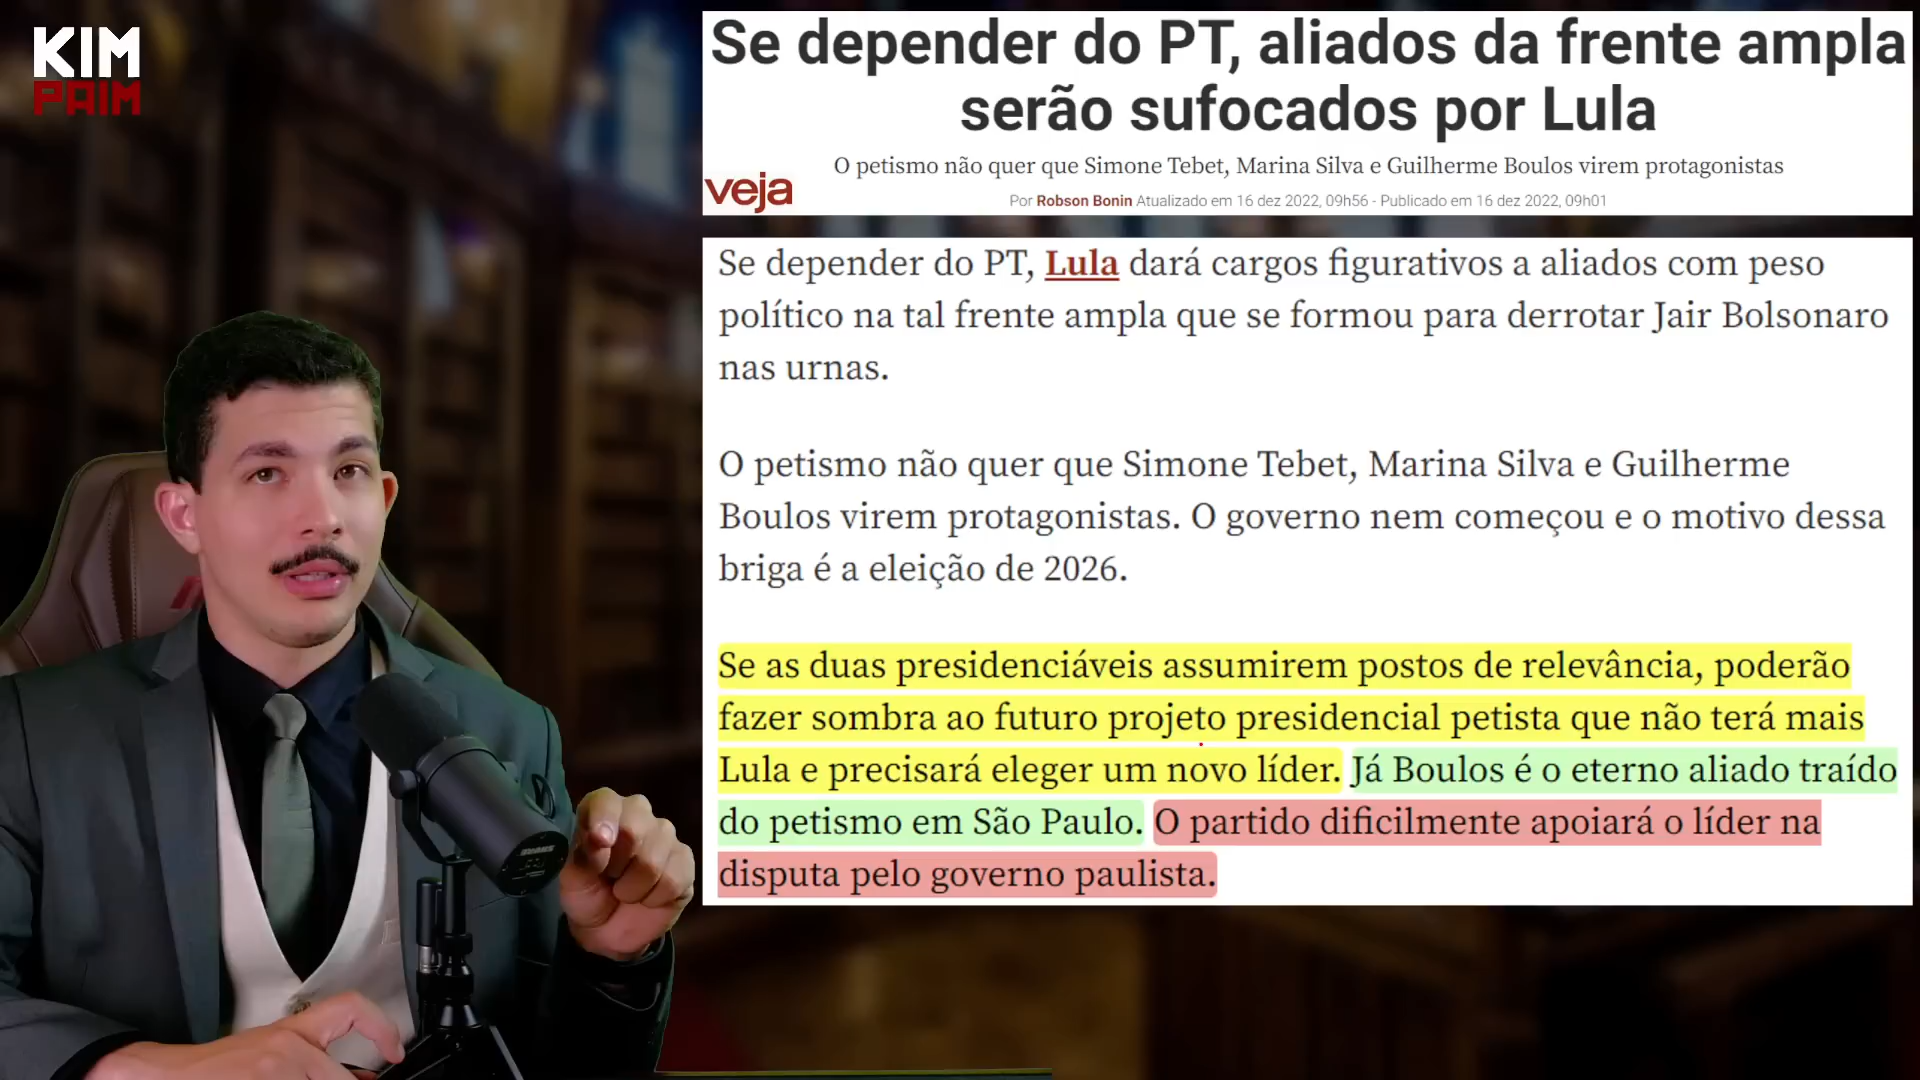 KIM
PAIM
Se depender do PT, aliados da frente ampla
serão sufocados por Lula
O petismo não quer que Simone Tebet, Marina Silva e Guilherme Boulos virem protagonistas
veja
Por Robson Bonin Atualizado em 16 dez 2022, 09h56 - Publicado em 16 dez 2022, 09h01
Se depender do PT, Lula dará cargos figurativos a aliados com peso
político na tal frente ampla que se formou para derrotar Jair Bolsonaro
nas urnas.
O petismo não quer que Simone Tebet, Marina Silva e Guilherme
Boulos virem protagonistas. O governo nem começou e o motivo dessa
briga é a eleição de 2026.
Se as duas presidenciáveis assumirem postos de relevância, poderão
fazer sombra ao futuro projeto presidencial petista que não terá mais
Lula e precisará eleger um novo líder. Já Boulos é o eterno aliado traído
do petismo em São Paulo. O partido dificilmente apoiará o líder na
disputa pelo governo paulista.